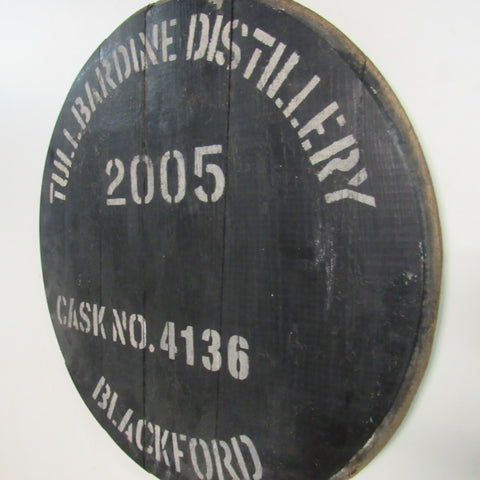 TULLIBARDINE DISTILLERY
2005
CASK NO. 4136
BLACKFORD